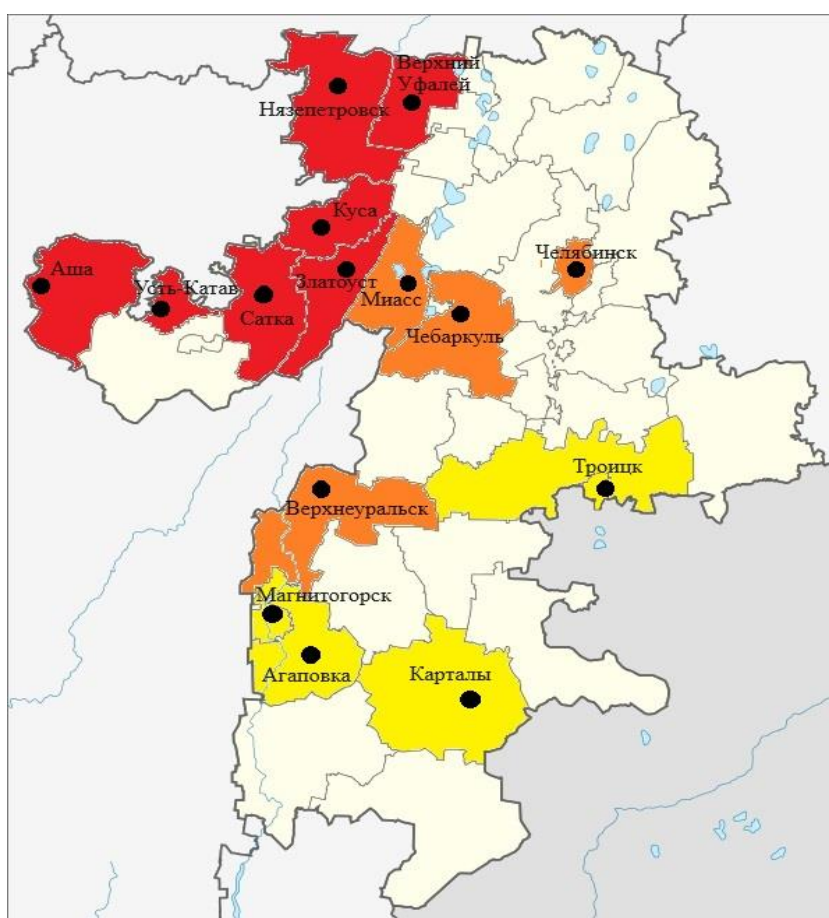 Верхний
Уфалей
Нязепетровск
Куса
Челябинск
Аша
Златоуст
Усть-Катав
Миасс
Сатка
Чебаркуль
Троицк
Верхнеуральск
Магнитогорск
Агаповка
Карталы